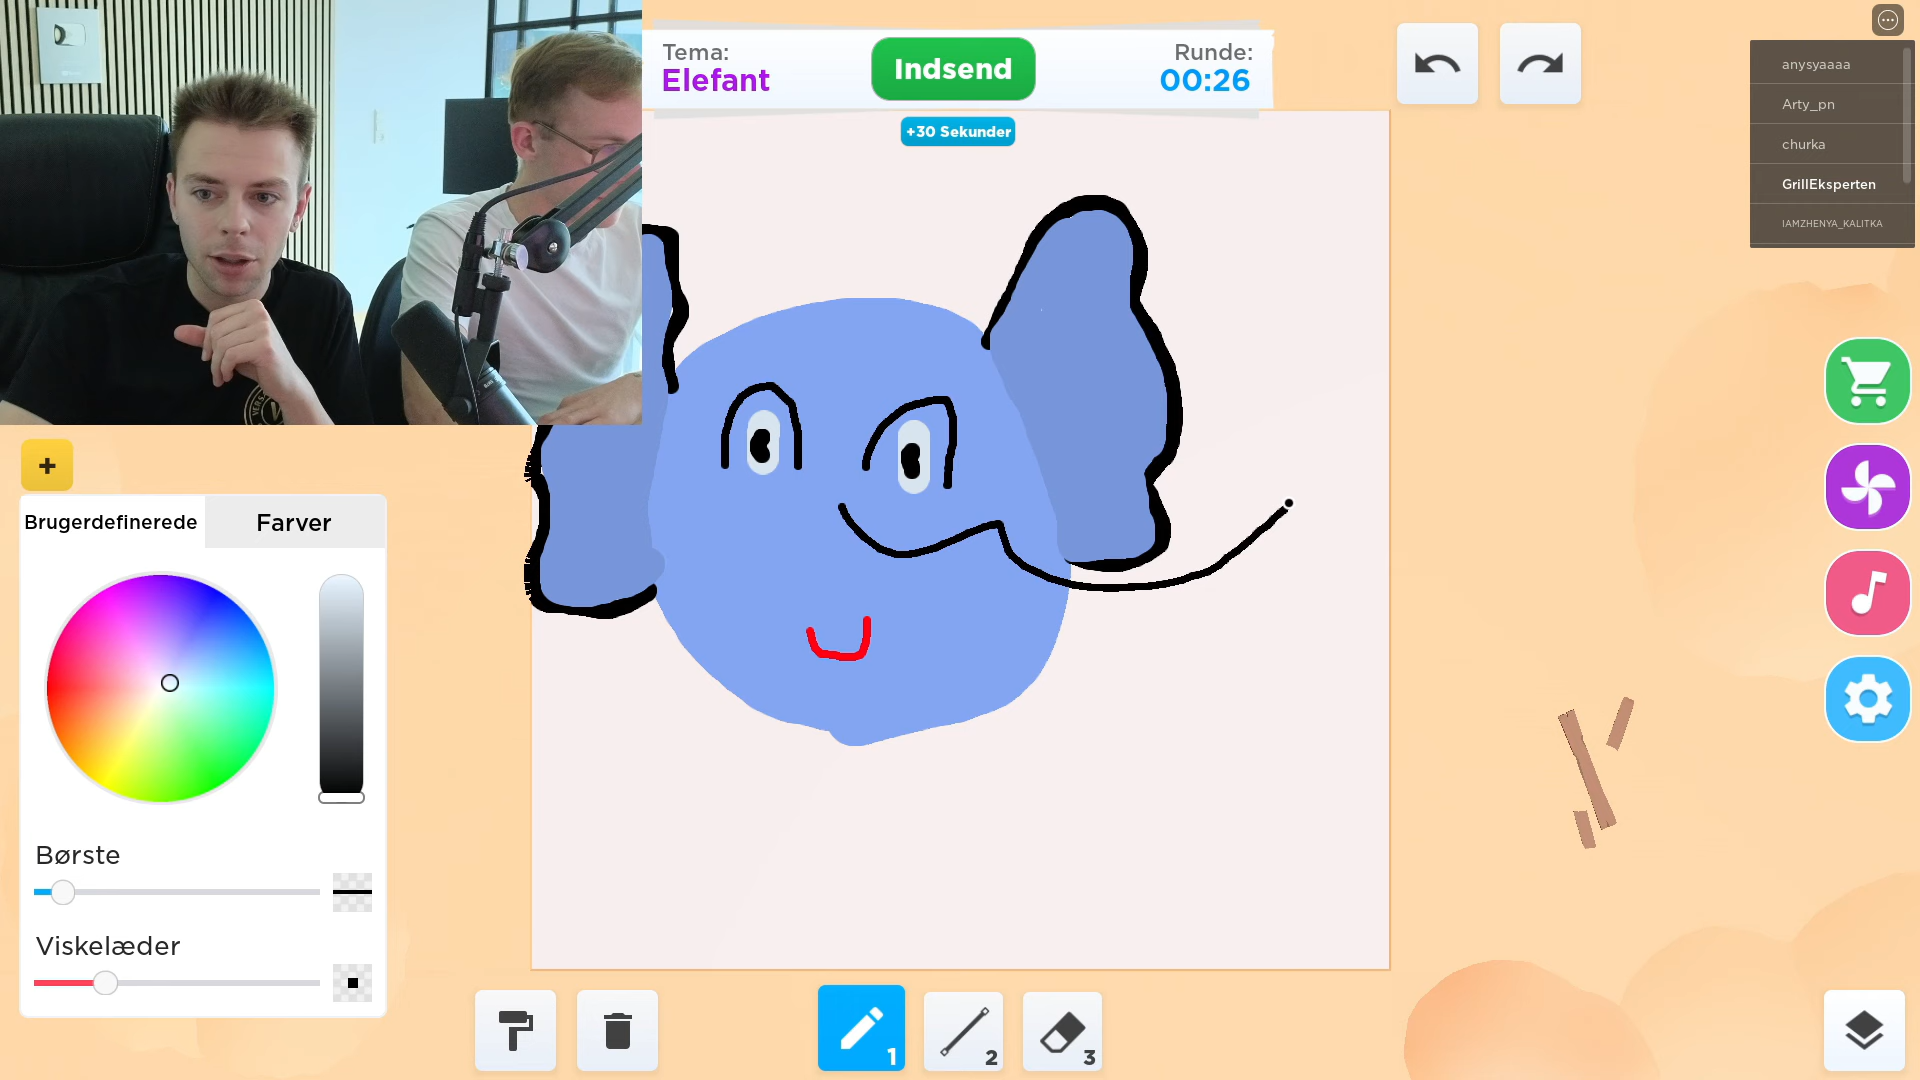 Tema:
Elefant
Indsend
Runde:
00:26
+30 Sekunder
anysyaaaa
Arty_pn
churka
GrillEksperten
IAMZHENYA_KALITKA
+
Brugerdefinerede
Farver
Børste
Viskelæder
1
2
3